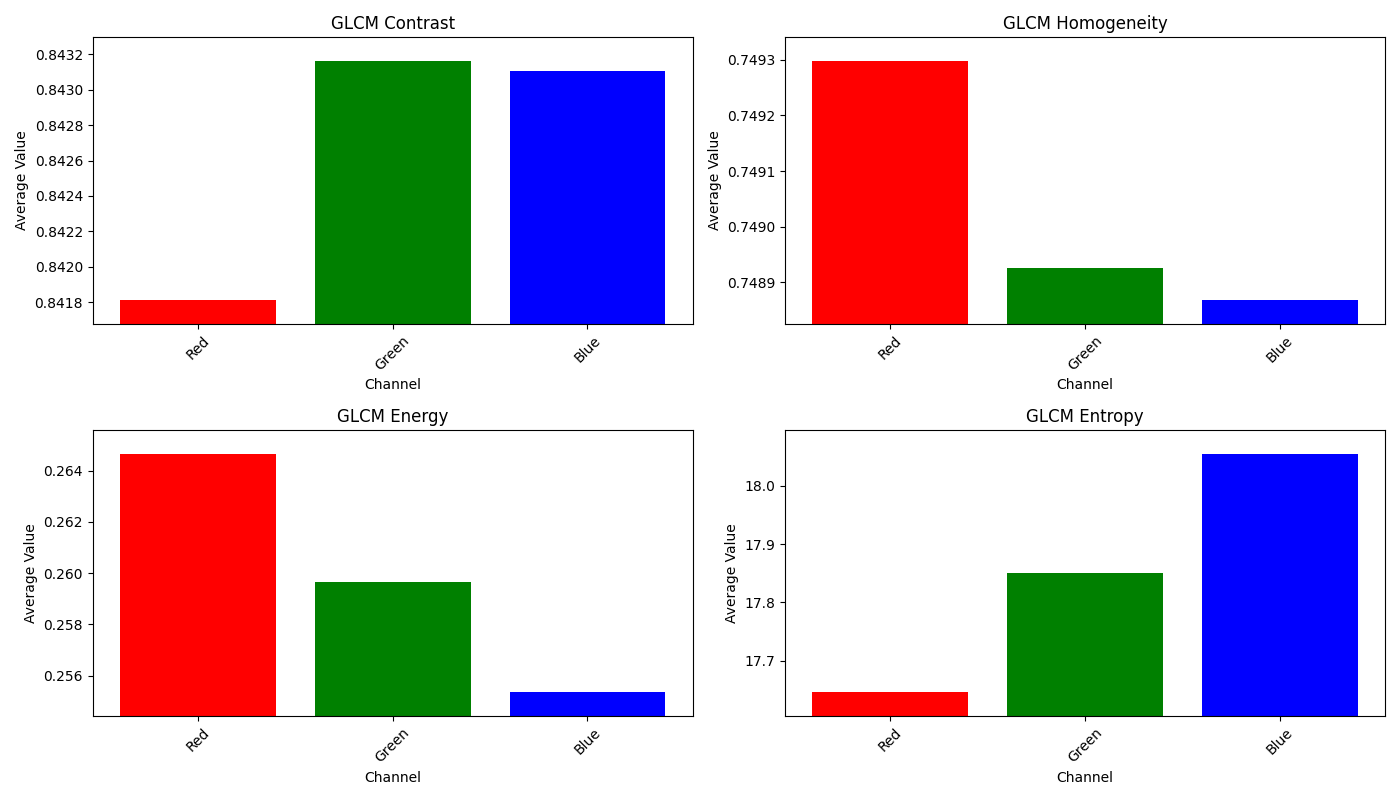 GLCM Contrast
0.8432
0.8430
0.8428
0.8426
0.8424
0.8422
0.8420
0.8418
Average Value
Red
Green
Blue
Channel
GLCM Homogeneity
0.7493
0.7492
0.7491
0.7490
0.7489
Average Value
Red
Green
Blue
Channel
GLCM Energy
0.264
0.262
0.260
0.258
0.256
Average Value
Red
Green
Blue
Channel
GLCM Entropy
18.0
17.9
17.8
17.7
Average Value
Red
Green
Blue
Channel